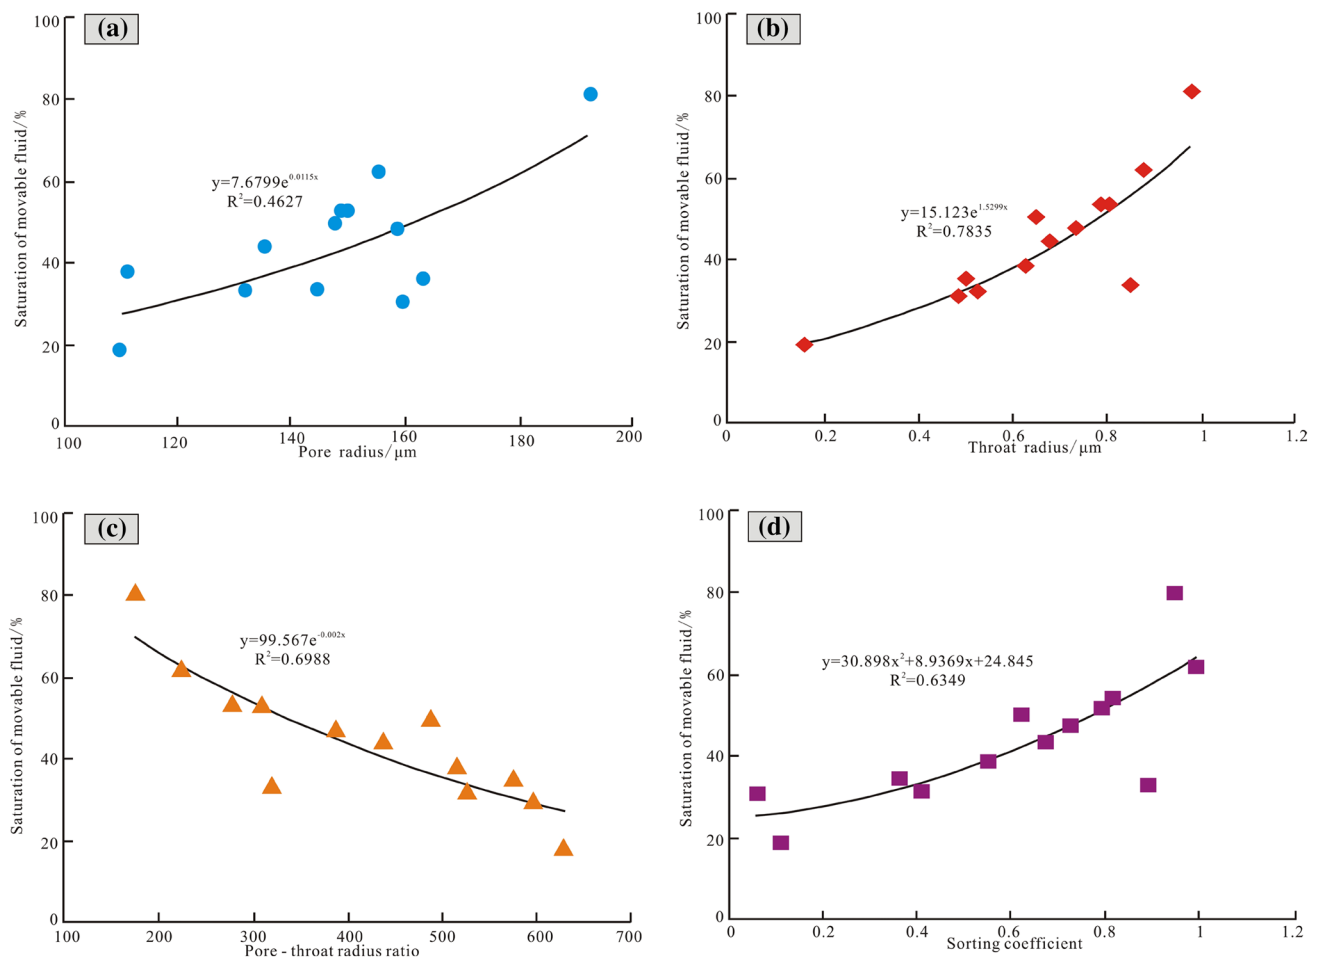 (a)
100
80
60
40
20
0
Saturation of movable fluid/%
y=7.6799e^0.0115x
R²=0.4627
100 120 140 160 180 200
Pore radius/μm
(b)
100
80
60
40
20
0
Saturation of movable fluid/%
y=15.123e^1.5299x
R²=0.7835
0 0.2 0.4 0.6 0.8 1 1.2
Throat radius/μm
(c)
100
80
60
40
20
0
Saturation of movable fluid/%
y=99.567e^-0.002x
R²=0.6988
100 200 300 400 500 600 700
Pore - throat radius ratio
(d)
100
80
60
40
20
0
Saturation of movable fluid/%
y=30.898x²+8.9369x+24.845
R²=0.6349
0 0.2 0.4 0.6 0.8 1 1.2
Sorting coefficient